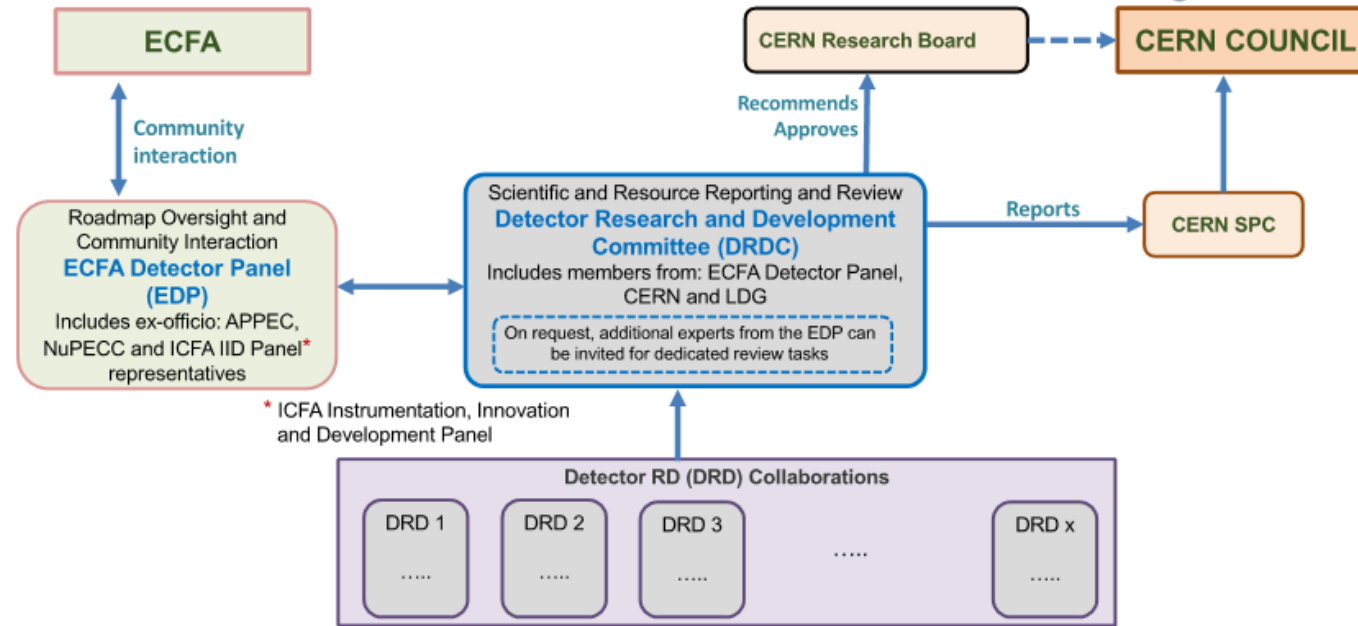 ECFA
CERN Research Board
CERN COUNCIL
Community
interaction
Recommends
Approves
Roadmap Oversight and
Community Interaction
ECFA Detector Panel
(EDP)
Includes ex-officio: APPEC,
NuPECC and ICFA IID Panel*
representatives
Scientific and Resource Reporting and Review
Detector Research and Development
Committee (DRDC)
Includes members from: ECFA Detector Panel,
CERN and LDG
On request, additional experts from the EDP can
be invited for dedicated review tasks
Reports
CERN SPC
* ICFA Instrumentation, Innovation
and Development Panel
Detector RD (DRD) Collaborations
DRD 1
.....
DRD 2
.....
DRD 3
.....
.....
DRD x
.....